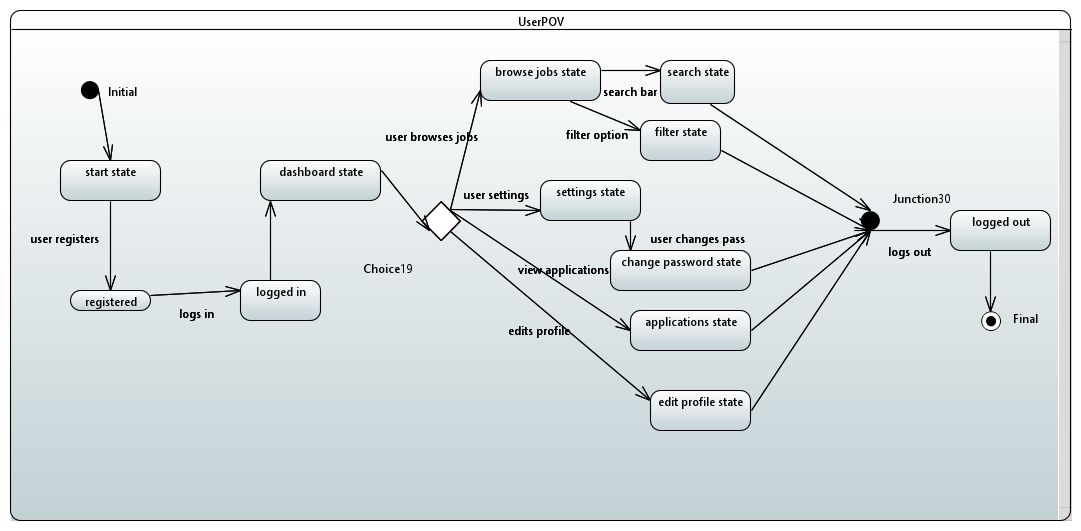 UserPOV
Initial
start state
user registers
registered
logs in
logged in
dashboard state
Choice19
user browses jobs
browse jobs state
search bar
search state
filter option
filter state
user settings
settings state
user changes pass
change password state
view applications
applications state
edits profile
edit profile state
Junction30
logs out
logged out
Final